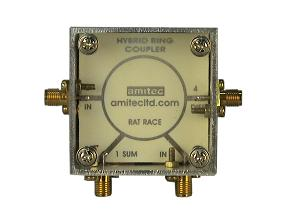 HYBRID RING
COUPLER
amitec
4
IN
amitecltd.com
RAT RACE
1 SUM IN